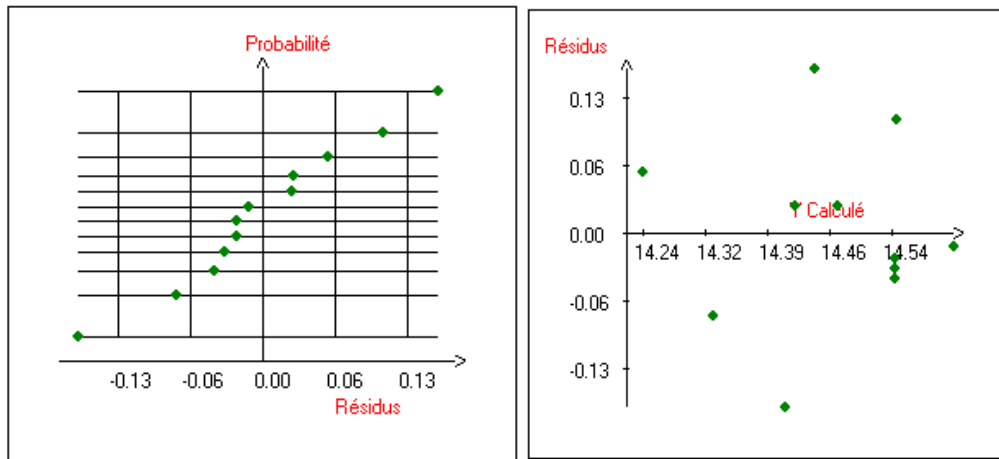 Probabilité
-0.13 -0.06 0.00 0.06 0.13
Résidus
Résidus
0.13
0.06
Y Calculé
0.00
14.24 14.32 14.39 14.46 14.54
-0.06
-0.13